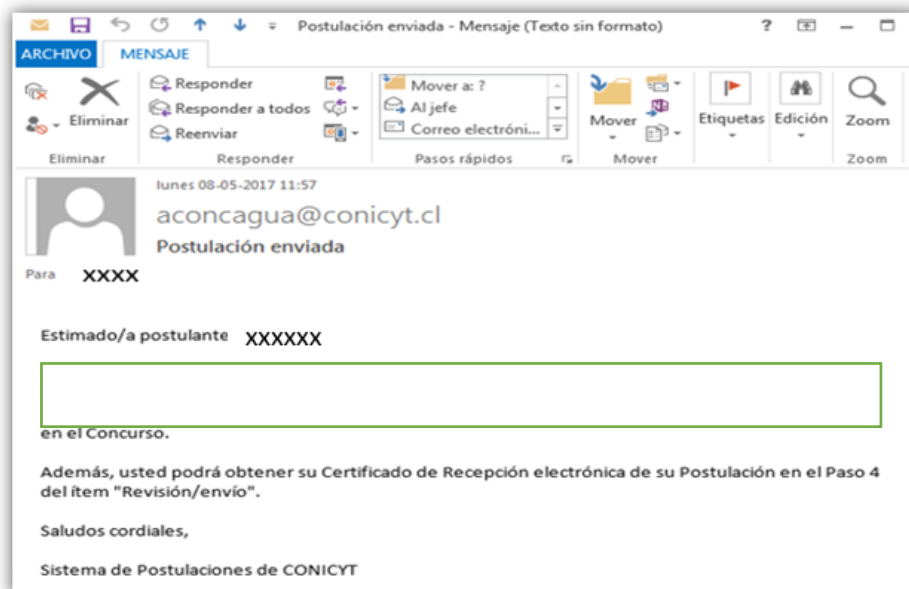 Postulación enviada - Mensaje (Texto sin formato)
ARCHIVO MENSAJE
Eliminar
Responder
Responder a todos
Reenviar
Mover a: ?
Al jefe
Correo electróni...
Mover
Etiquetas
Edición
Zoom
Eliminar Responder Pasos rápidos Mover Zoom
lunes 08-05-2017 11:57
aconcagua@conicyt.cl
Postulación enviada
Para XXXX
Estimado/a postulante XXXXXX
en el Concurso.
Además, usted podrá obtener su Certificado de Recepción electrónica de su Postulación en el Paso 4
del ítem "Revisión/envío".
Saludos cordiales,
Sistema de Postulaciones de CONICYT